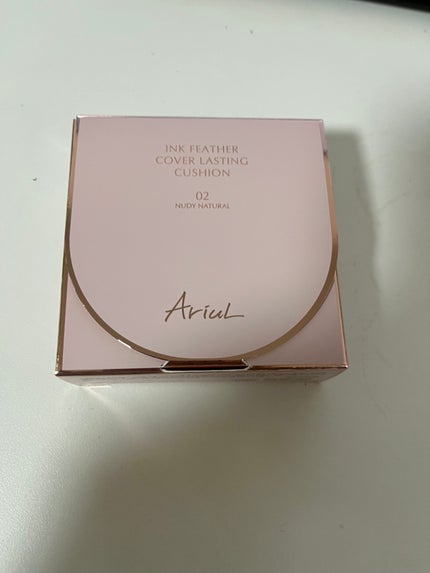 INK FEATHER
COVER LASTING
CUSHION
02
NUDY NATURAL
Ariul